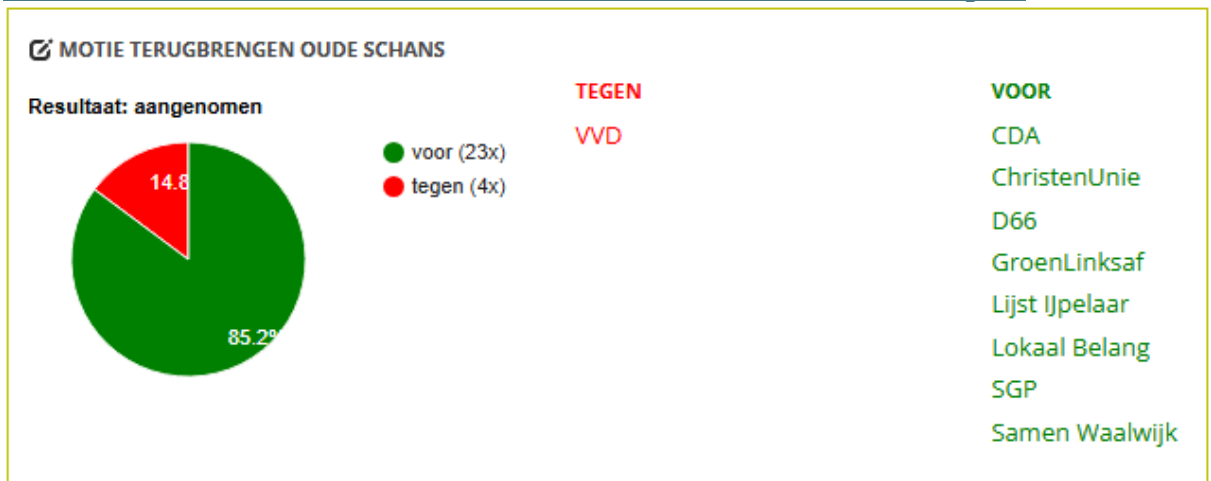 MOTIE TERUGBRENGEN OUDE SCHANS
Resultaat: aangenomen
14.8
85.2%
voor (23x)
tegen (4x)
TEGEN
VVD
VOOR
CDA
ChristenUnie
D66
GroenLinksaf
Lijst IJpelaar
Lokaal Belang
SGP
Samen Waalwijk